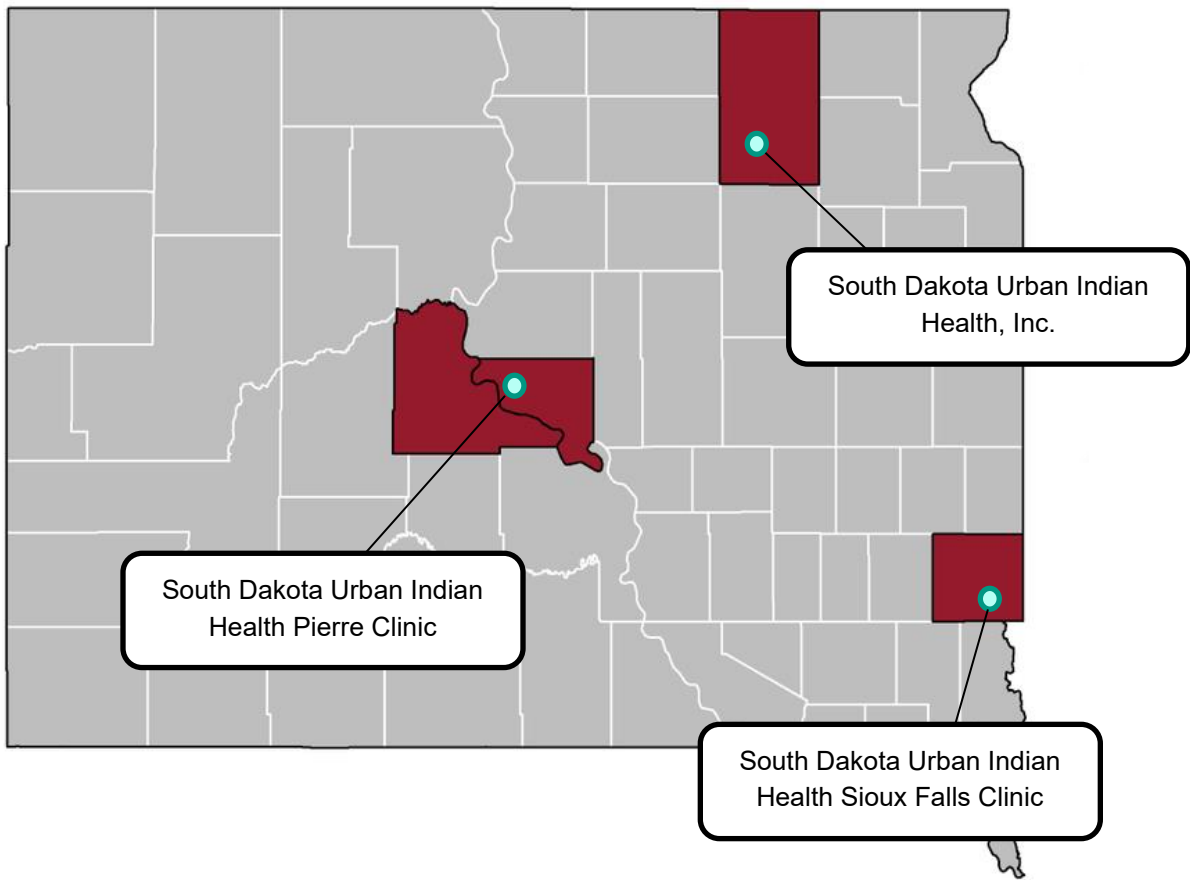 South Dakota Urban Indian
Health, Inc.
South Dakota Urban Indian
Health Pierre Clinic
South Dakota Urban Indian
Health Sioux Falls Clinic